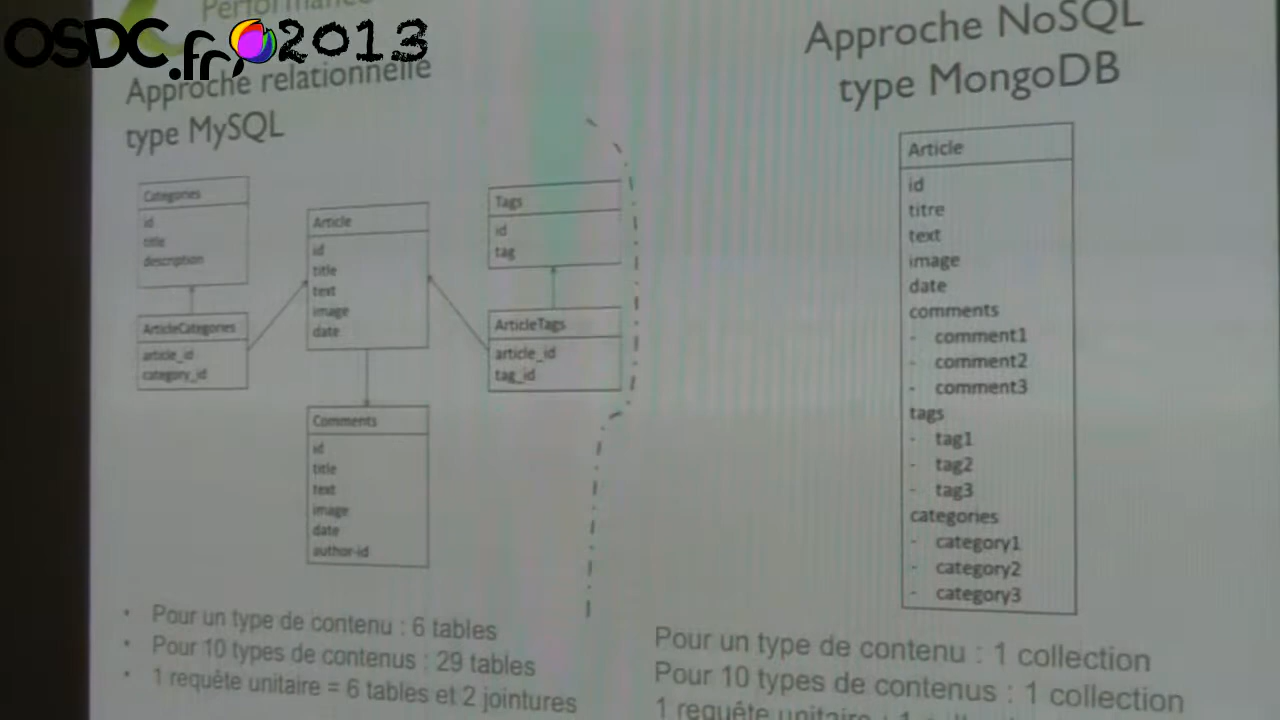 Performance
OSDC.fr 2013
Approche relationnelle
type MySQL
Categories
id
title
description
ArticleCategories
article_id
category_id
Article
id
title
text
image
date
Comments
id
title
text
image
date
author-id
Tags
id
tag
ArticleTags
article_id
tag_id
Pour un type de contenu : 6 tables
Pour 10 types de contenus : 29 tables
1 requête unitaire = 6 tables et 2 jointures
Approche NoSQL
type MongoDB
Article
id
titre
text
image
date
comments
- comment1
- comment2
- comment3
tags
- tag1
- tag2
- tag3
categories
- category1
- category2
- category3
Pour un type de contenu : 1 collection
Pour 10 types de contenus : 1 collection
1 requête unitaire : 1